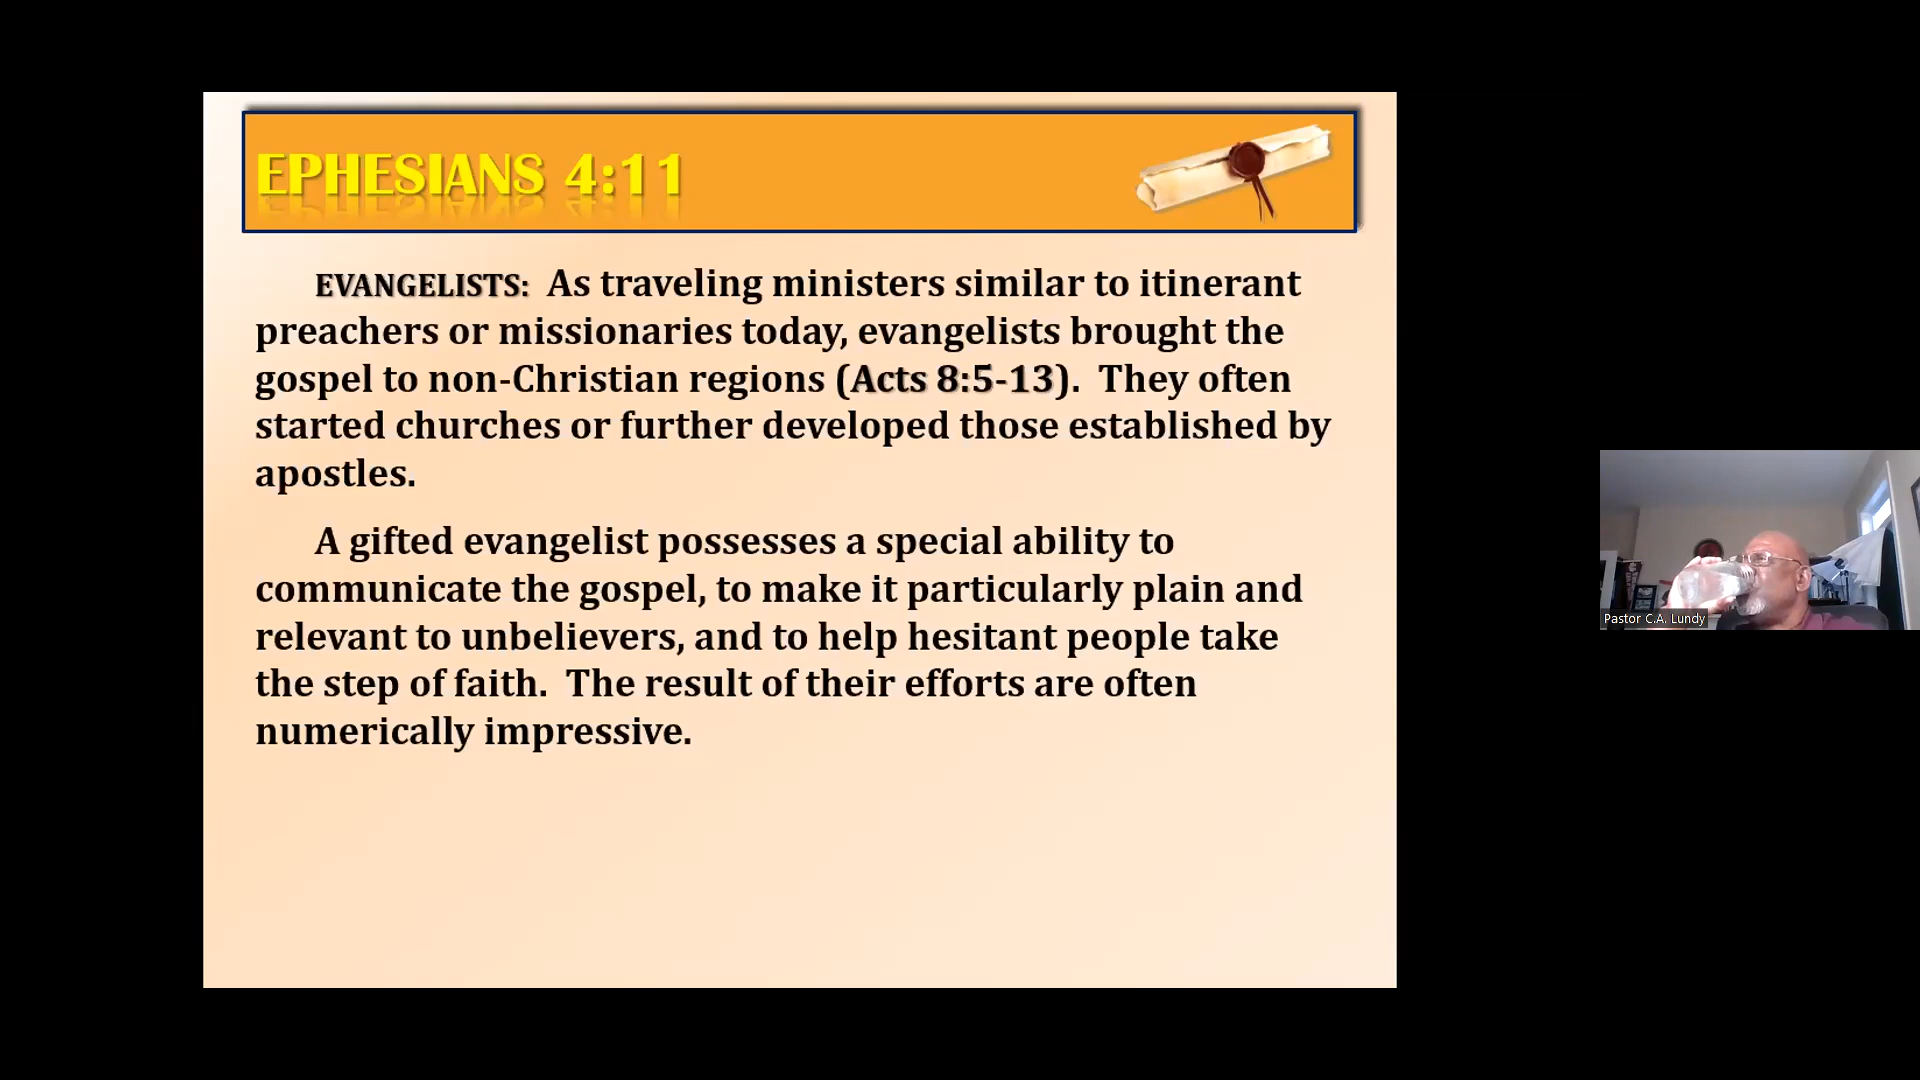 EPHESIANS 4:11
EVANGELISTS: As traveling ministers similar to itinerant
preachers or missionaries today, evangelists brought the
gospel to non-Christian regions (Acts 8:5-13). They often
started churches or further developed those established by
apostles.
A gifted evangelist possesses a special ability to
communicate the gospel, to make it particularly plain and
relevant to unbelievers, and to help hesitant people take
the step of faith. The result of their efforts are often
numerically impressive.
Pastor C.A. Lundy